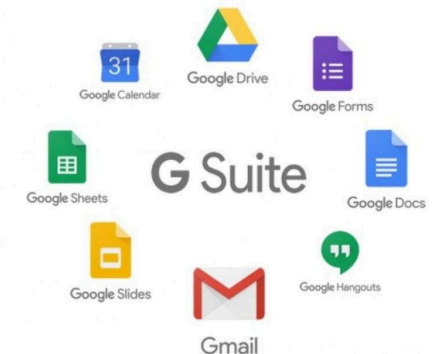 Google Drive
31
Google Calendar
Google Forms
Google Sheets
G Suite
Google Docs
Google Slides
Google Hangouts
Gmail